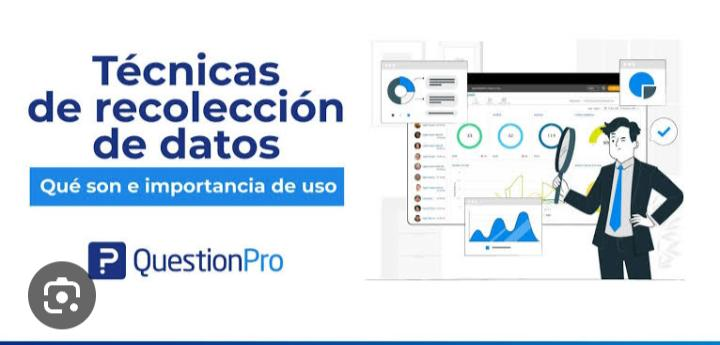 Técnicas
de recolección
de datos
Qué son e importancia de uso
QuestionPro